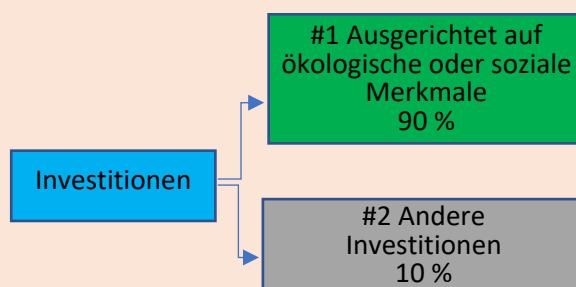 #1 Ausgerichtet auf
ökologische oder soziale
Merkmale
90 %
Investitionen
#2 Andere
Investitionen
10 %